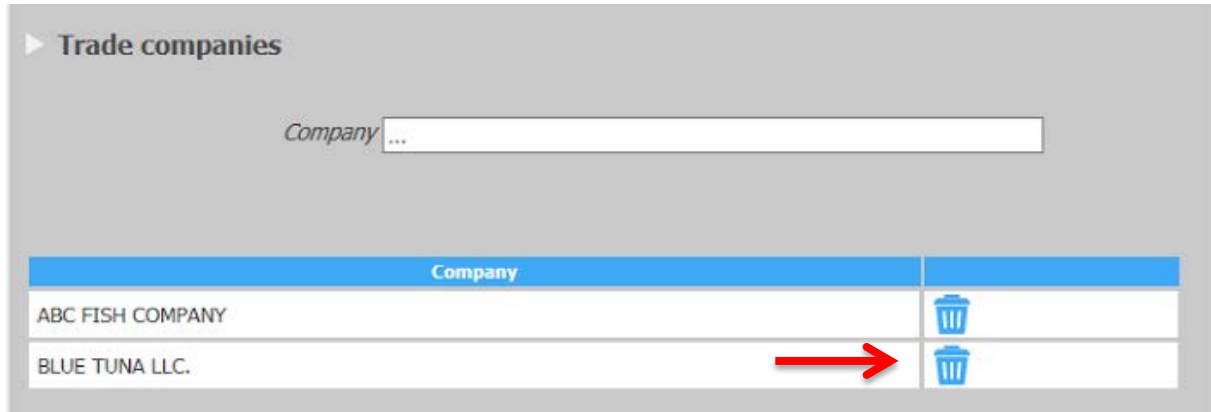 Trade companies
Company ...
Company
ABC FISH COMPANY
BLUE TUNA LLC.